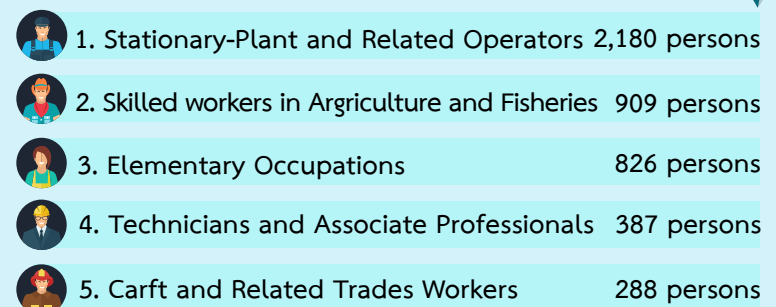 1. Stationary-Plant and Related Operators 2,180 persons
2. Skilled workers in Argriculture and Fisheries 909 persons
3. Elementary Occupations 826 persons
4. Technicians and Associate Professionals 387 persons
5. Carft and Related Trades Workers 288 persons